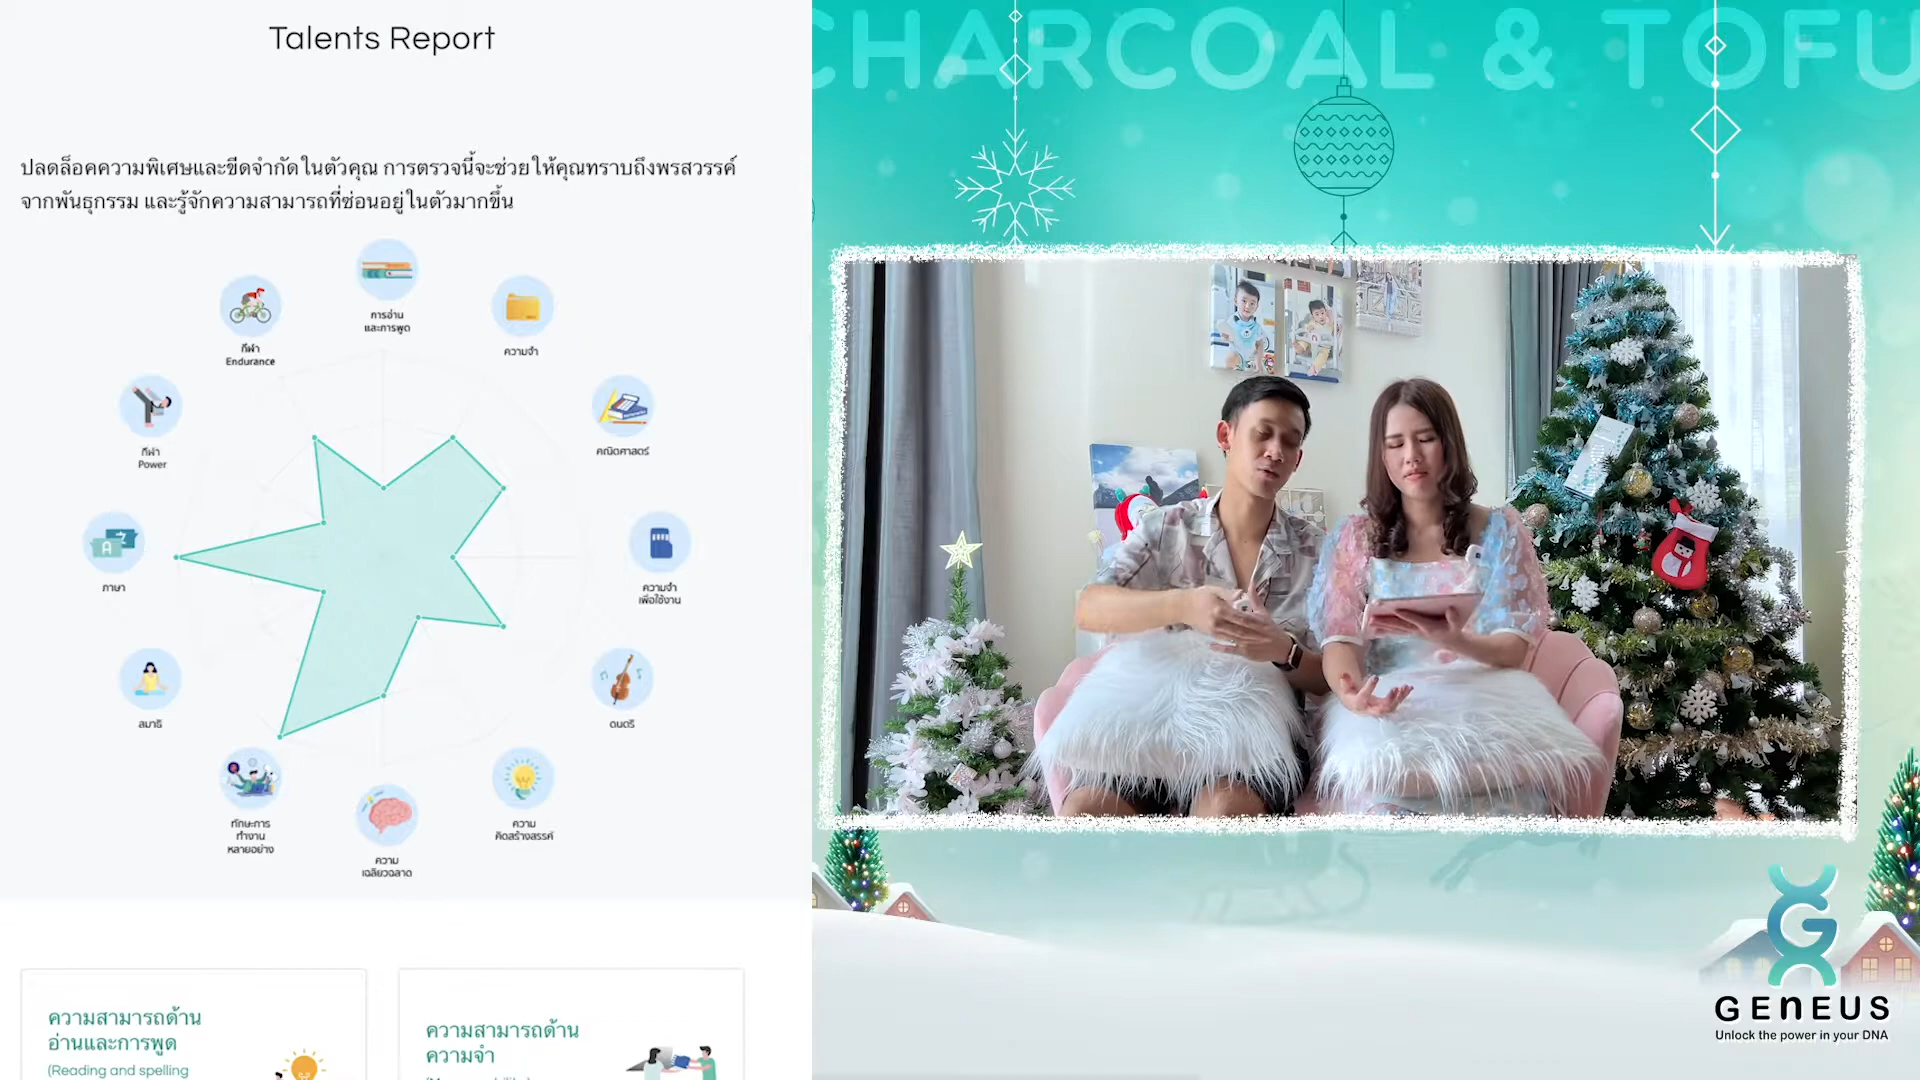 Talents Report
ปลดล็อคความพิเศษและขีดจำกัดในตัวคุณ การตรวจนี้จะช่วยให้คุณทราบถึงพรสวรรค์
จากพันธุกรรม และรู้จักความสามารถที่ซ่อนอยู่ในตัวมากขึ้น
การอ่าน
และการพูด
ความจำ
คณิตศาสตร์
ความจำ
เพื่อใช้งาน
ดนตรี
ความ
คิดสร้างสรรค์
ความ
เฉลียวฉลาด
ทักษะการ
ทำงาน
หลายอย่าง
สมาธิ
ภาษา
กีฬา
Power
กีฬา
Endurance
ความสามารถด้าน
อ่านและการพูด
(Reading and spelling
ความสามารถด้าน
ความจำ
CHARCOAL & TOFU
GENEUS
Unlock the power in your DNA